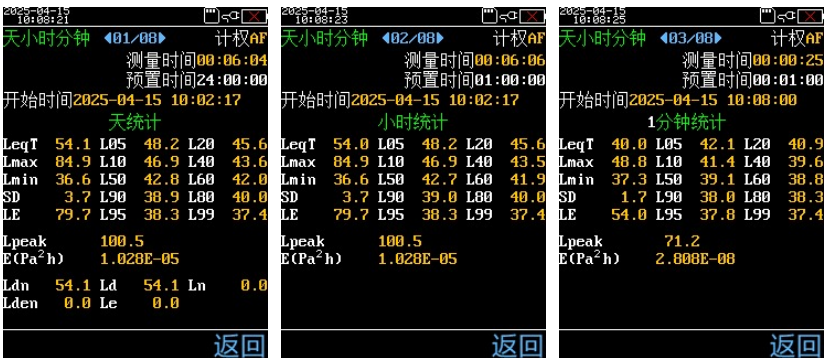 2025-04-15
10:08:21
天小时分钟 01/08 计权AF
测量时间00:06:04
预置时间24:00:00
开始时间2025-04-15 10:02:17
天统计
LeqT 54.1 L05 48.2 L20 45.6
Lmax 84.9 L10 46.9 L40 43.6
Lmin 36.6 L50 42.8 L60 42.0
SD 3.7 L90 38.9 L80 40.0
LE 79.7 L95 38.3 L99 37.4
Lpeak 100.5
E(Pa²h) 1.028E-05
Ldn 54.1 Ld 54.1 Ln 0.0
Lden 0.0 Le 0.0
返回
2025-04-15
10:08:23
天小时分钟 02/08 计权AF
测量时间00:06:06
预置时间01:00:00
开始时间2025-04-15 10:02:17
小时统计
LeqT 54.0 L05 48.2 L20 45.6
Lmax 84.9 L10 46.9 L40 43.5
Lmin 36.6 L50 42.7 L60 41.9
SD 3.7 L90 39.0 L80 40.0
LE 79.7 L95 38.3 L99 37.4
Lpeak 100.5
E(Pa²h) 1.028E-05
返回
2025-04-15
10:08:25
天小时分钟 03/08 计权AF
测量时间00:00:25
预置时间00:01:00
开始时间2025-04-15 10:08:00
1分钟统计
LeqT 40.0 L05 42.1 L20 40.9
Lmax 48.8 L10 41.4 L40 39.6
Lmin 37.3 L50 39.1 L60 38.8
SD 1.7 L90 38.0 L80 38.3
LE 54.0 L95 37.8 L99 37.4
Lpeak 71.2
E(Pa²h) 2.808E-08
返回